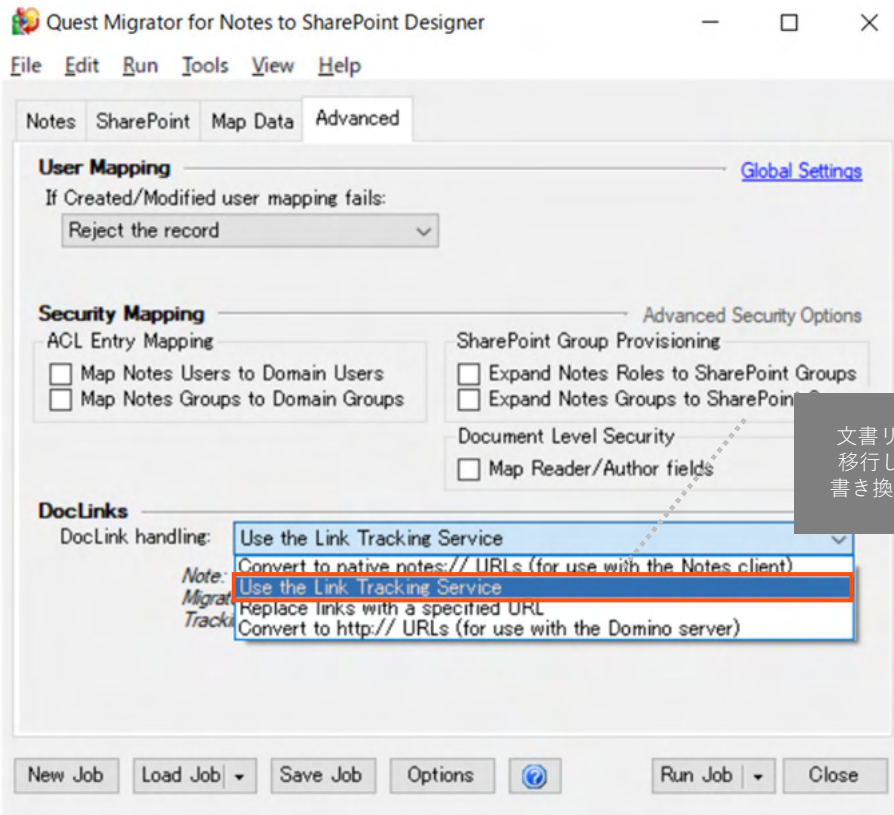 Quest Migrator for Notes to SharePoint Designer
File Edit Run Tools View Help
Notes SharePoint Map Data Advanced
User Mapping
Global Settings
If Created/Modified user mapping fails:
Reject the record
Security Mapping
Advanced Security Options
ACL Entry Mapping
Map Notes Users to Domain Users
Map Notes Groups to Domain Groups
SharePoint Group Provisioning
Expand Notes Roles to SharePoint Groups
Expand Notes Groups to SharePoint
Document Level Security
Map Reader/Author fields
文書リ
移行し
書き換
DocLinks
DocLink handling: Use the Link Tracking Service
Convert to native notes:// URLs (for use with the Notes client)
Use the Link Tracking Service
Replace links with a specified URL
Convert to http:// URLs (for use with the Domino server)
Note:
Migrat
Tracki
New Job Load Job Save Job Options Run Job Close